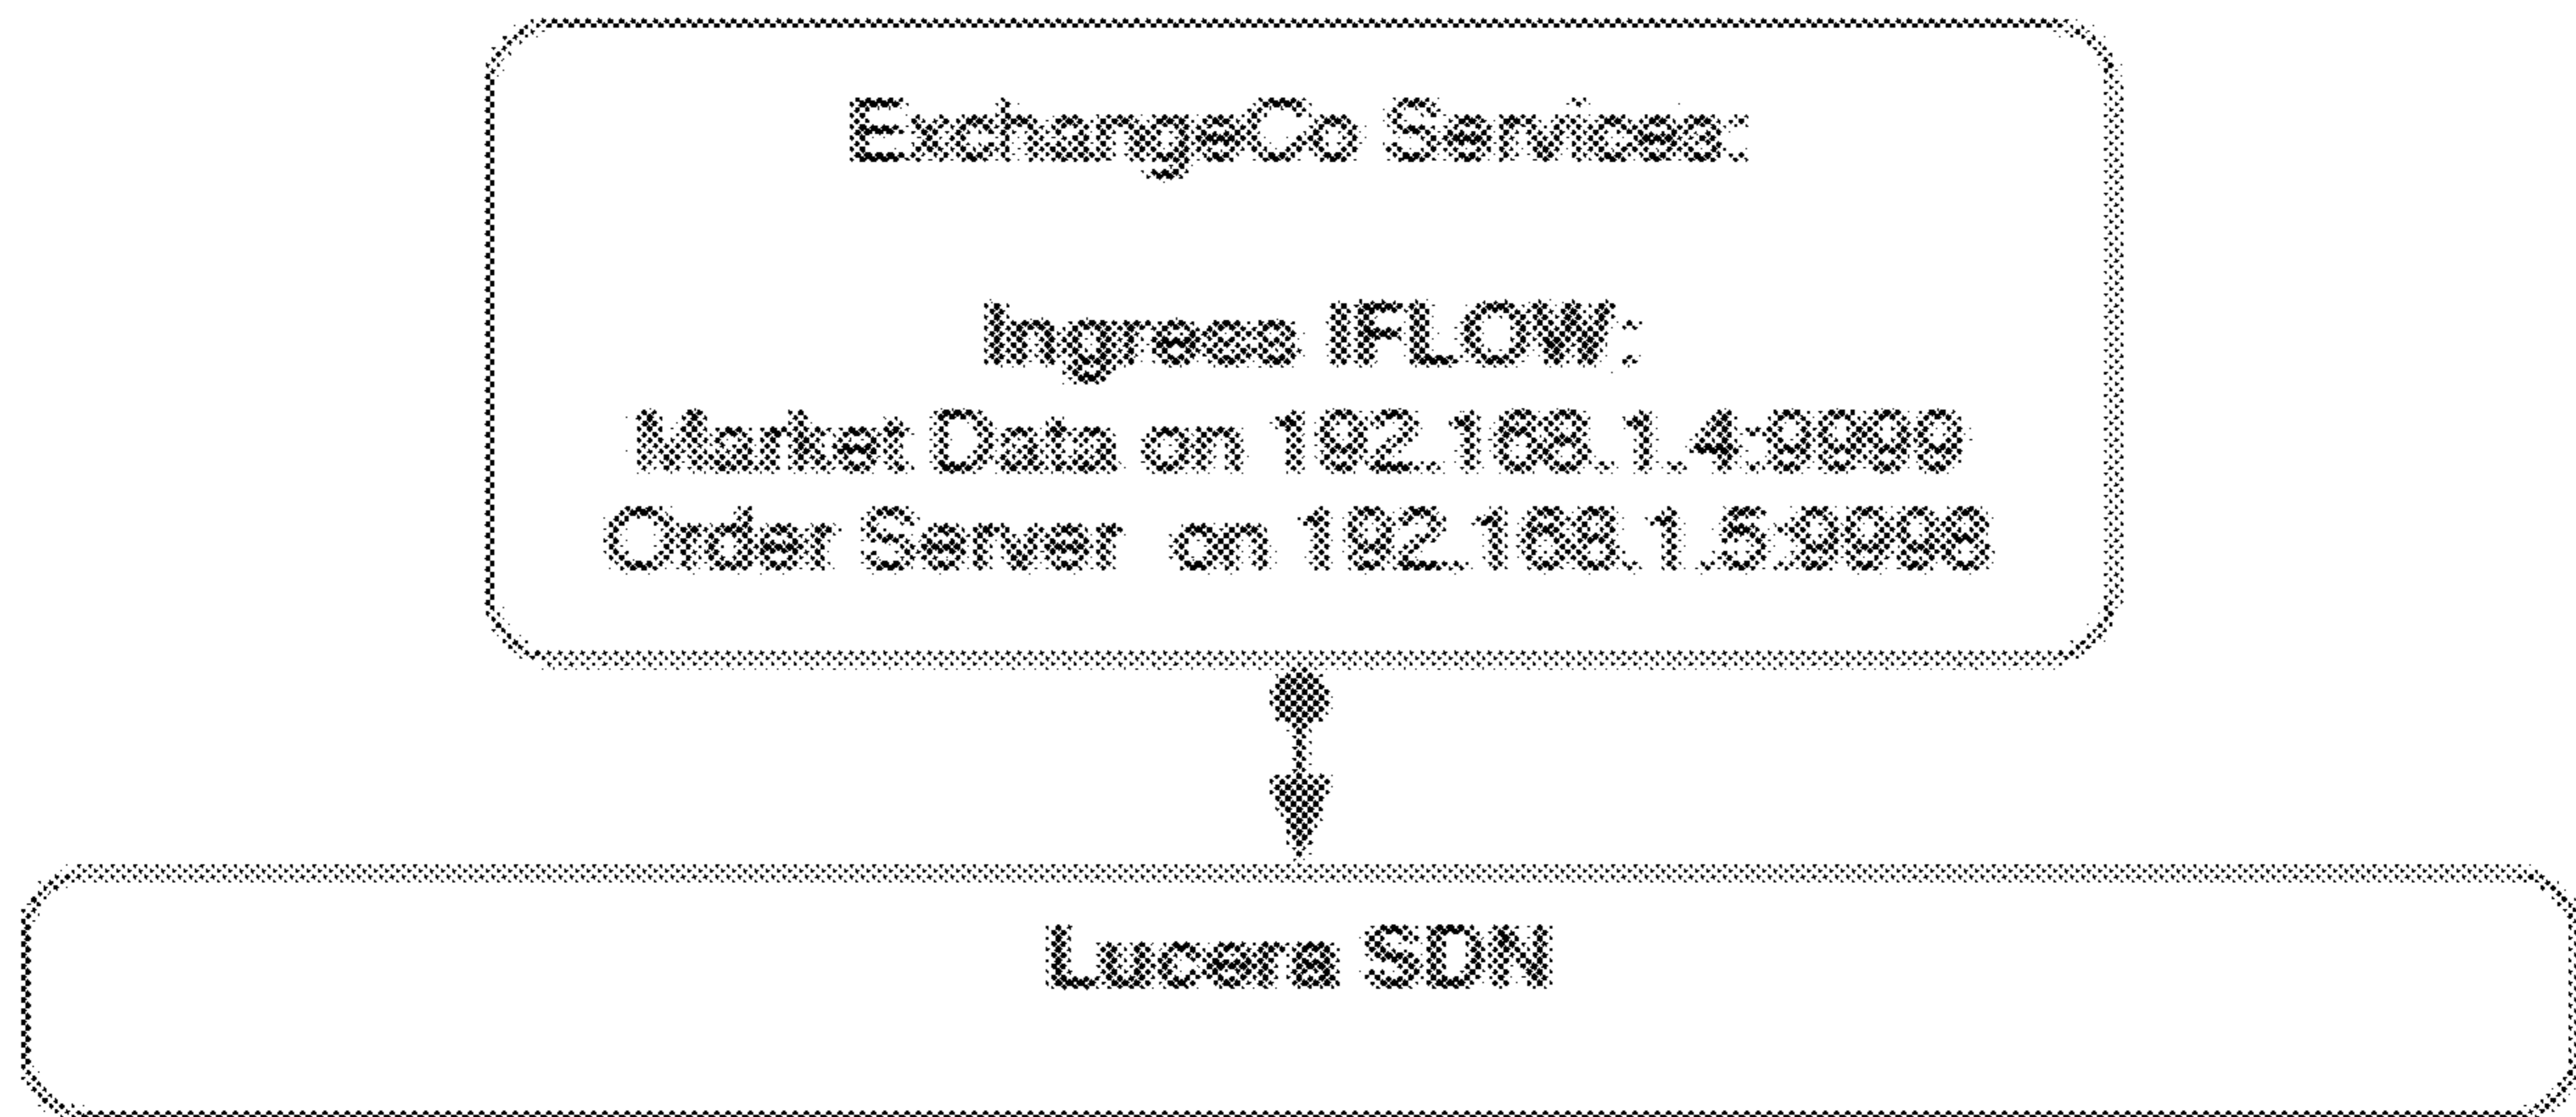 ExchangeCo Services:
Ingress IFLOW:
Market Data on 192.168.1.4:9999
Order Server on 192.168.1.5:9998
Lucera SDN